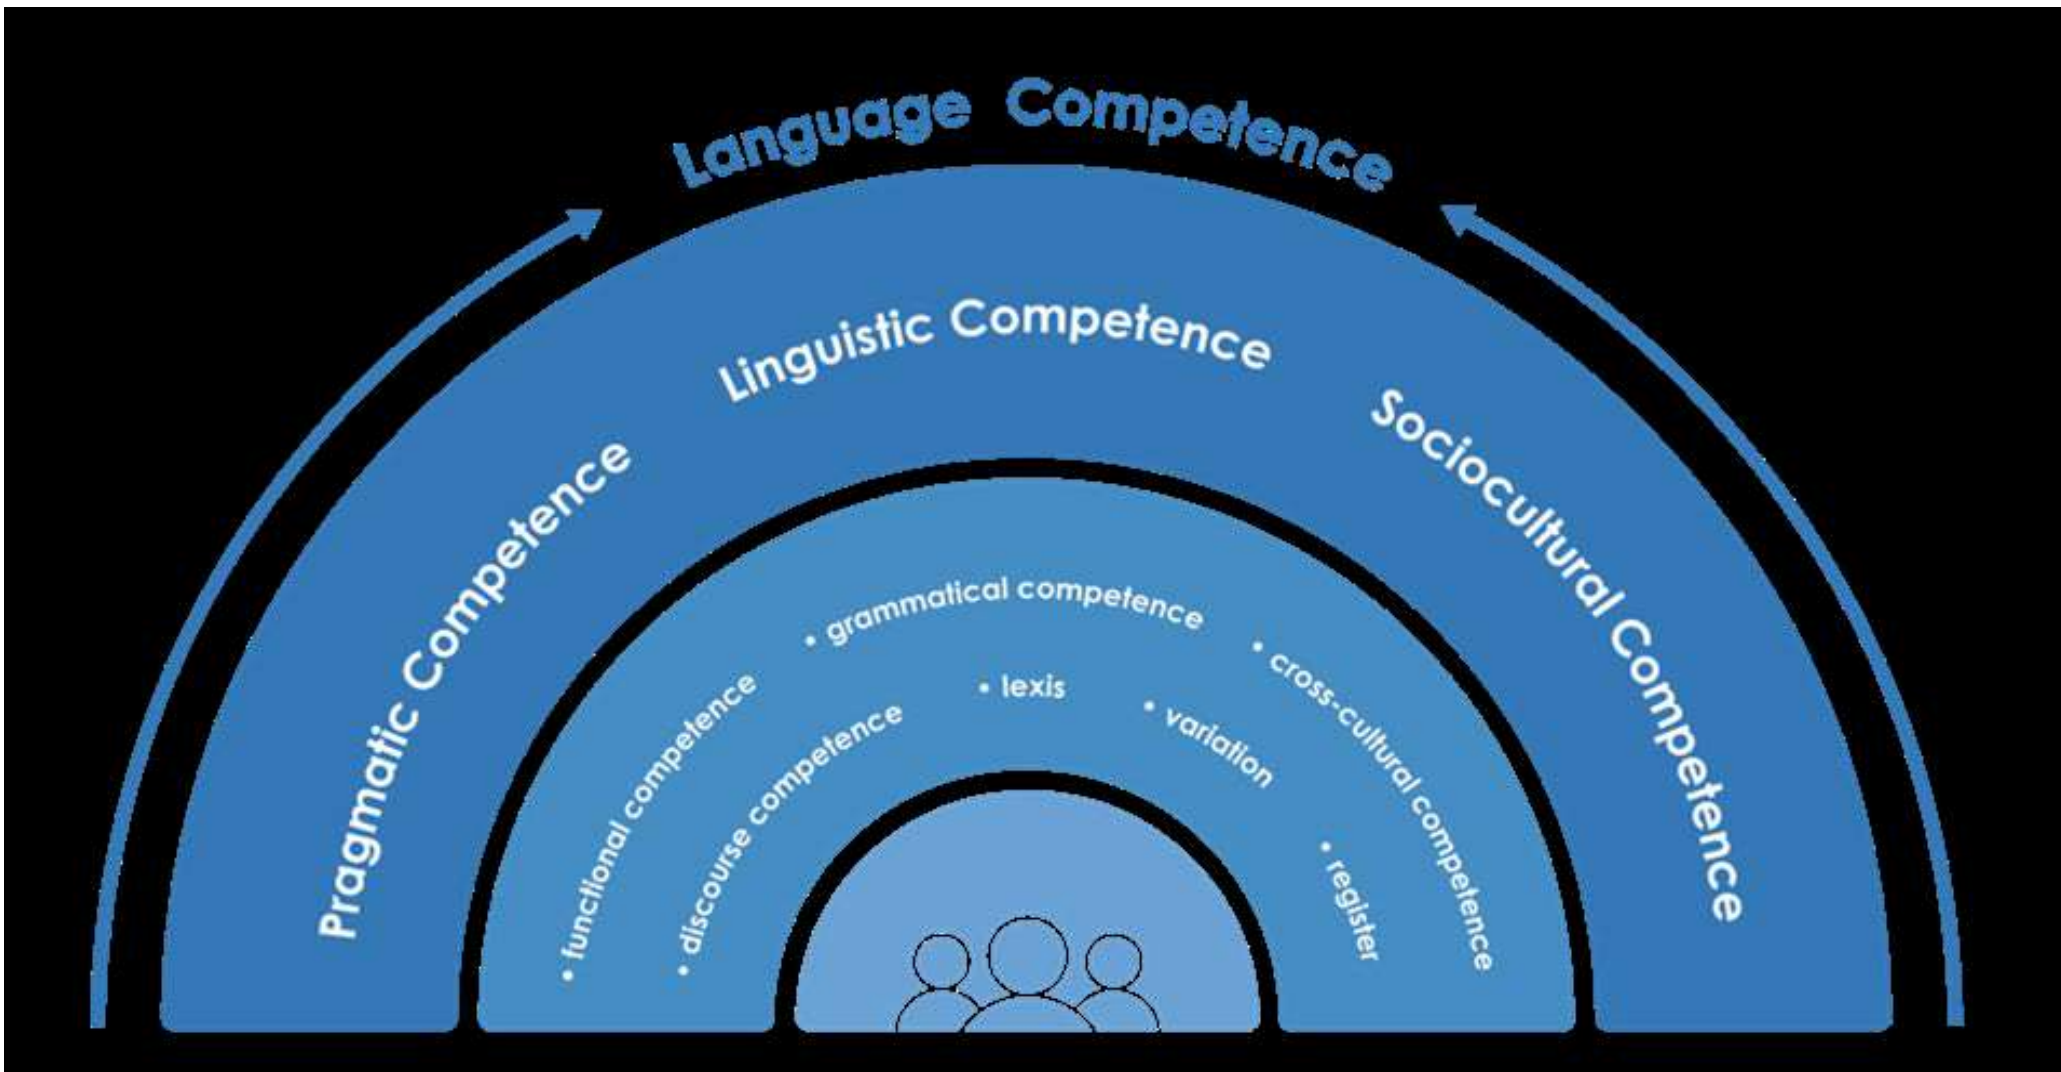 Language Competence
Pragmatic Competence
Linguistic Competence
Sociocultural Competence
• functional competence
• discourse competence
• grammatical competence
• lexis
• variation
• cross-cultural competence
• register